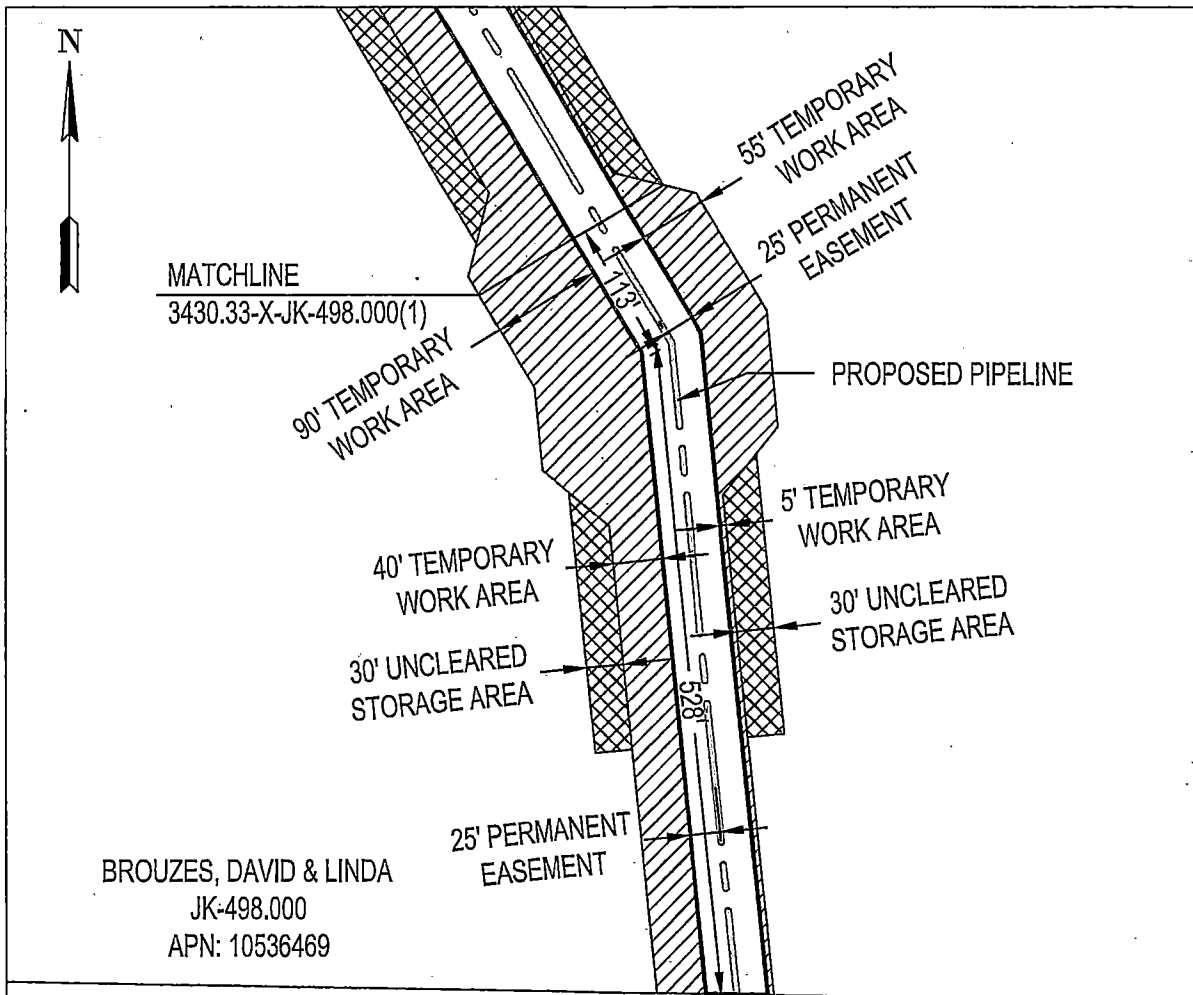 N
55' TEMPORARY
WORK AREA
25' PERMANENT
EASEMENT
MATCHLINE
3430.33-X-JK-498.000(1)
113'
90' TEMPORARY
WORK AREA
PROPOSED PIPELINE
5' TEMPORARY
WORK AREA
40' TEMPORARY
WORK AREA
30' UNCLEARED
STORAGE AREA
30' UNCLEARED
STORAGE AREA
528'
25' PERMANENT
EASEMENT
BROUZES, DAVID & LINDA
JK-498.000
APN: 10536469